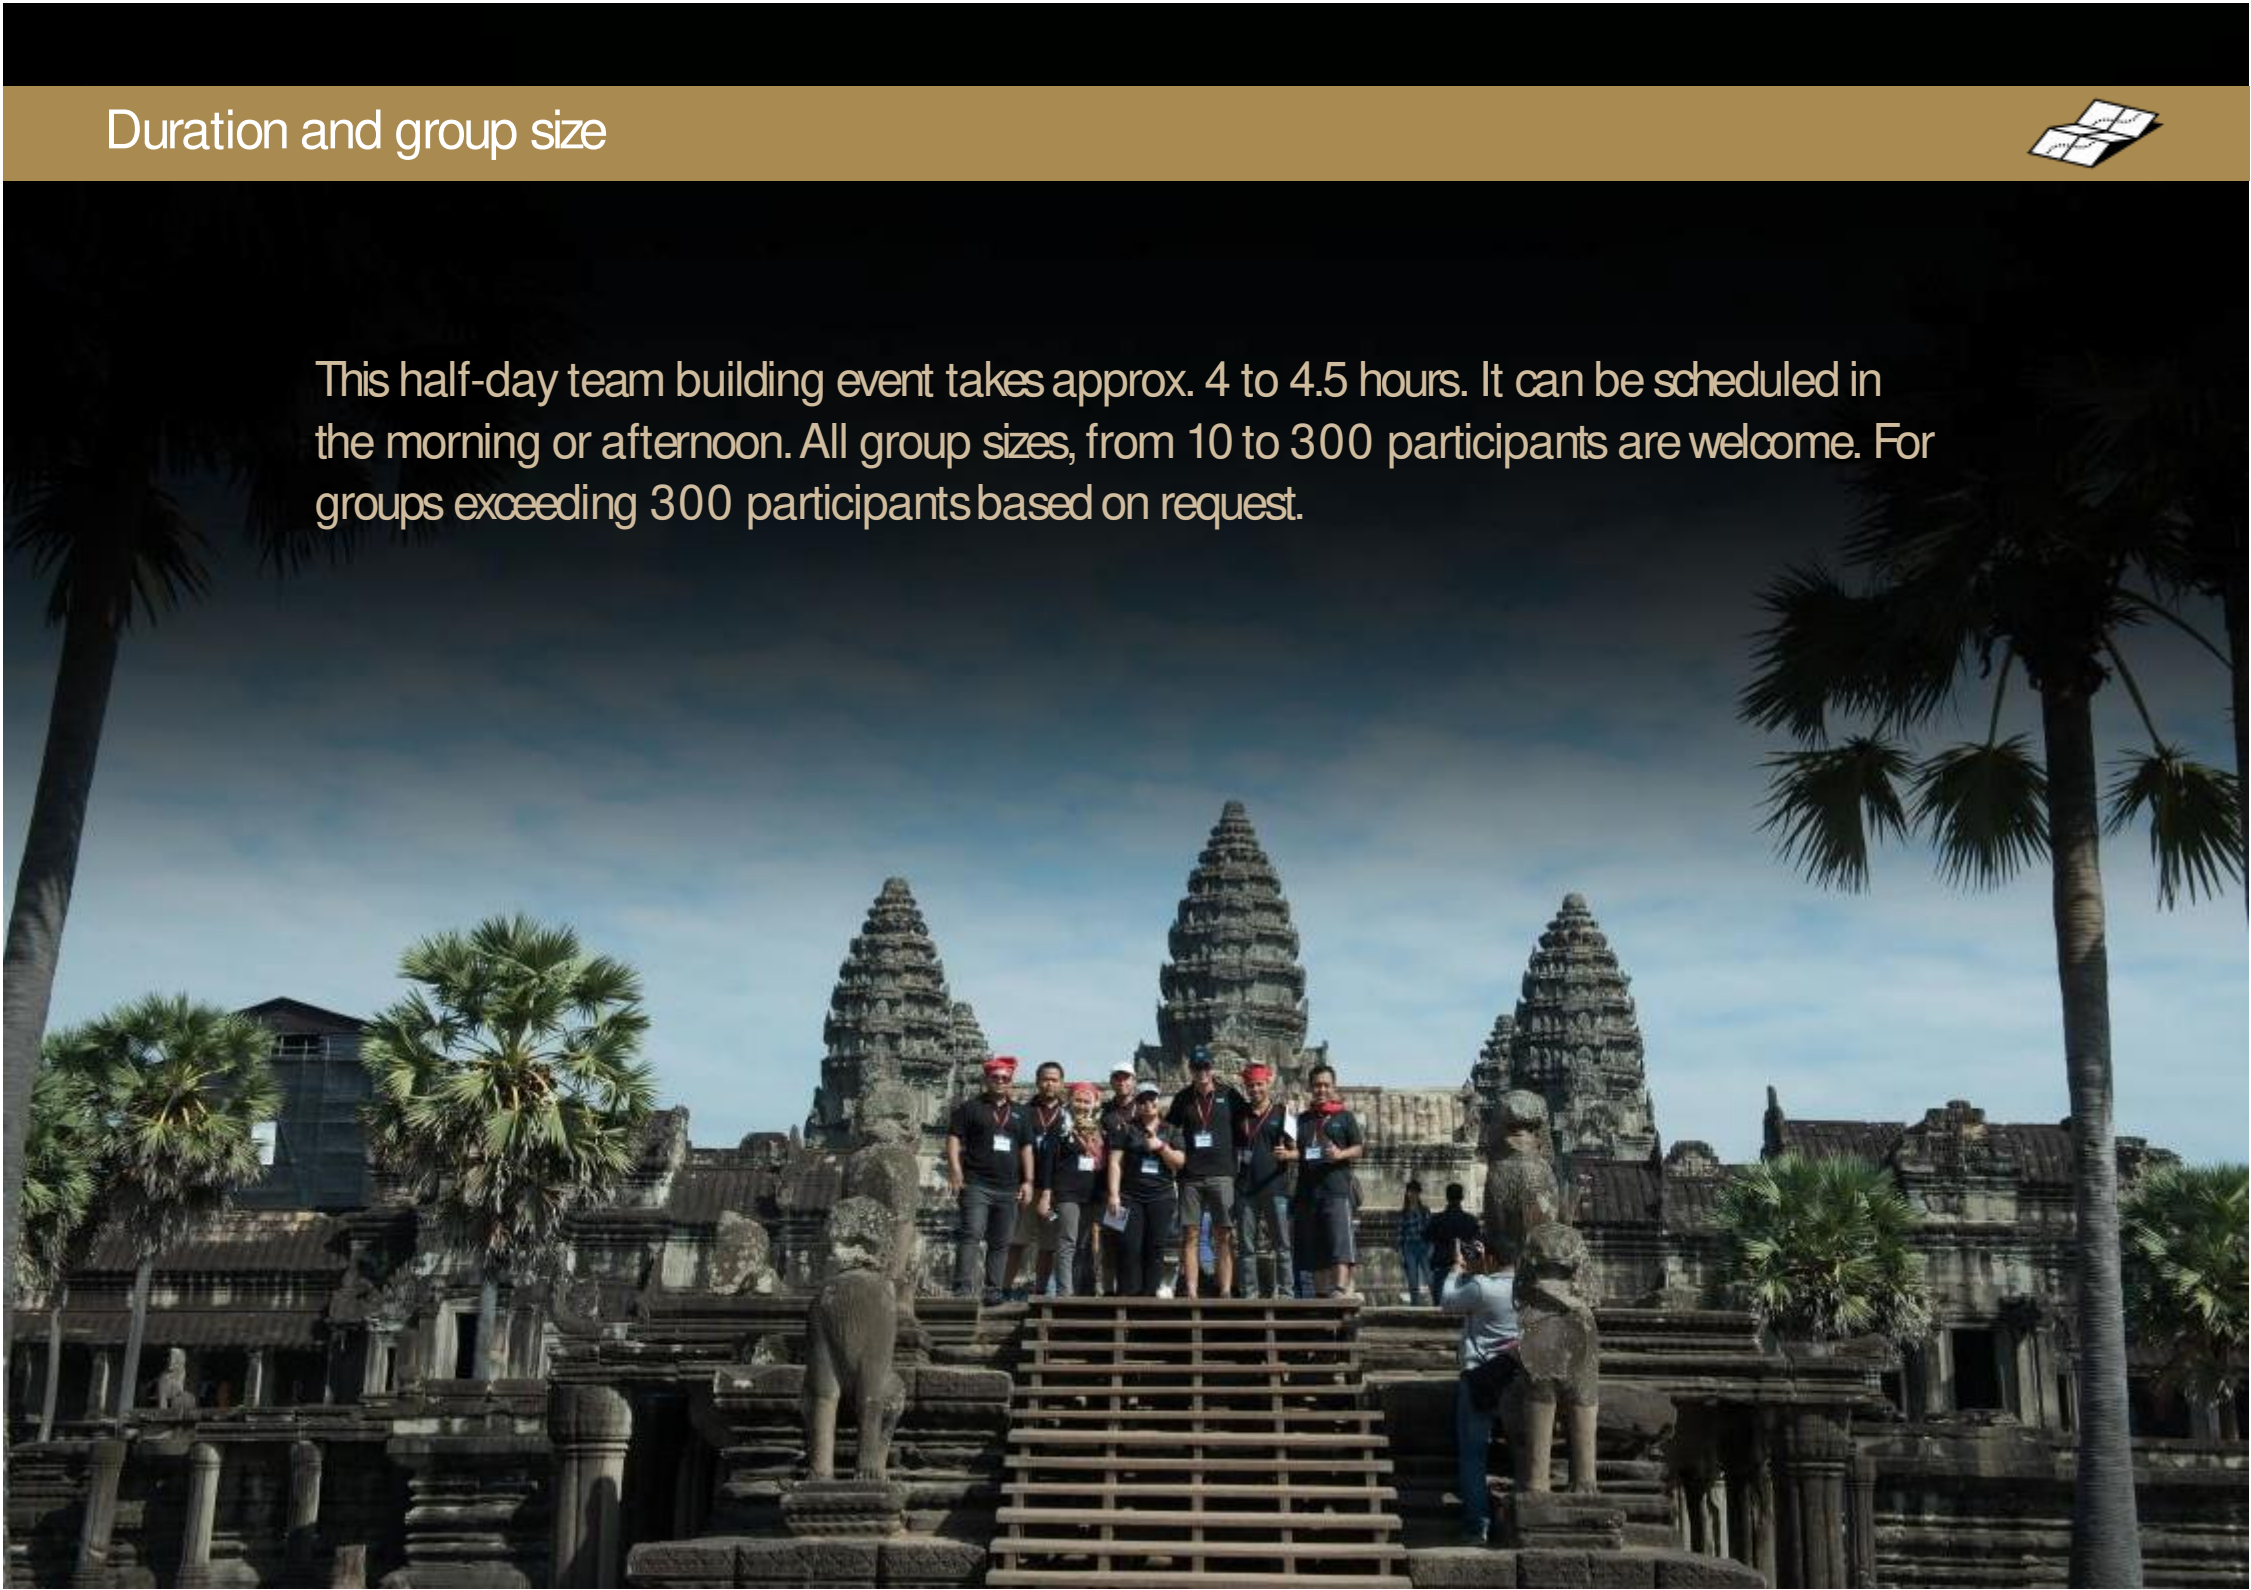 Duration and group size
This half-day team building event takes approx. 4 to 4.5 hours. It can be scheduled in
the morning or afternoon. All group sizes, from 10 to 300 participants are welcome. For
groups exceeding 300 participants based on request.